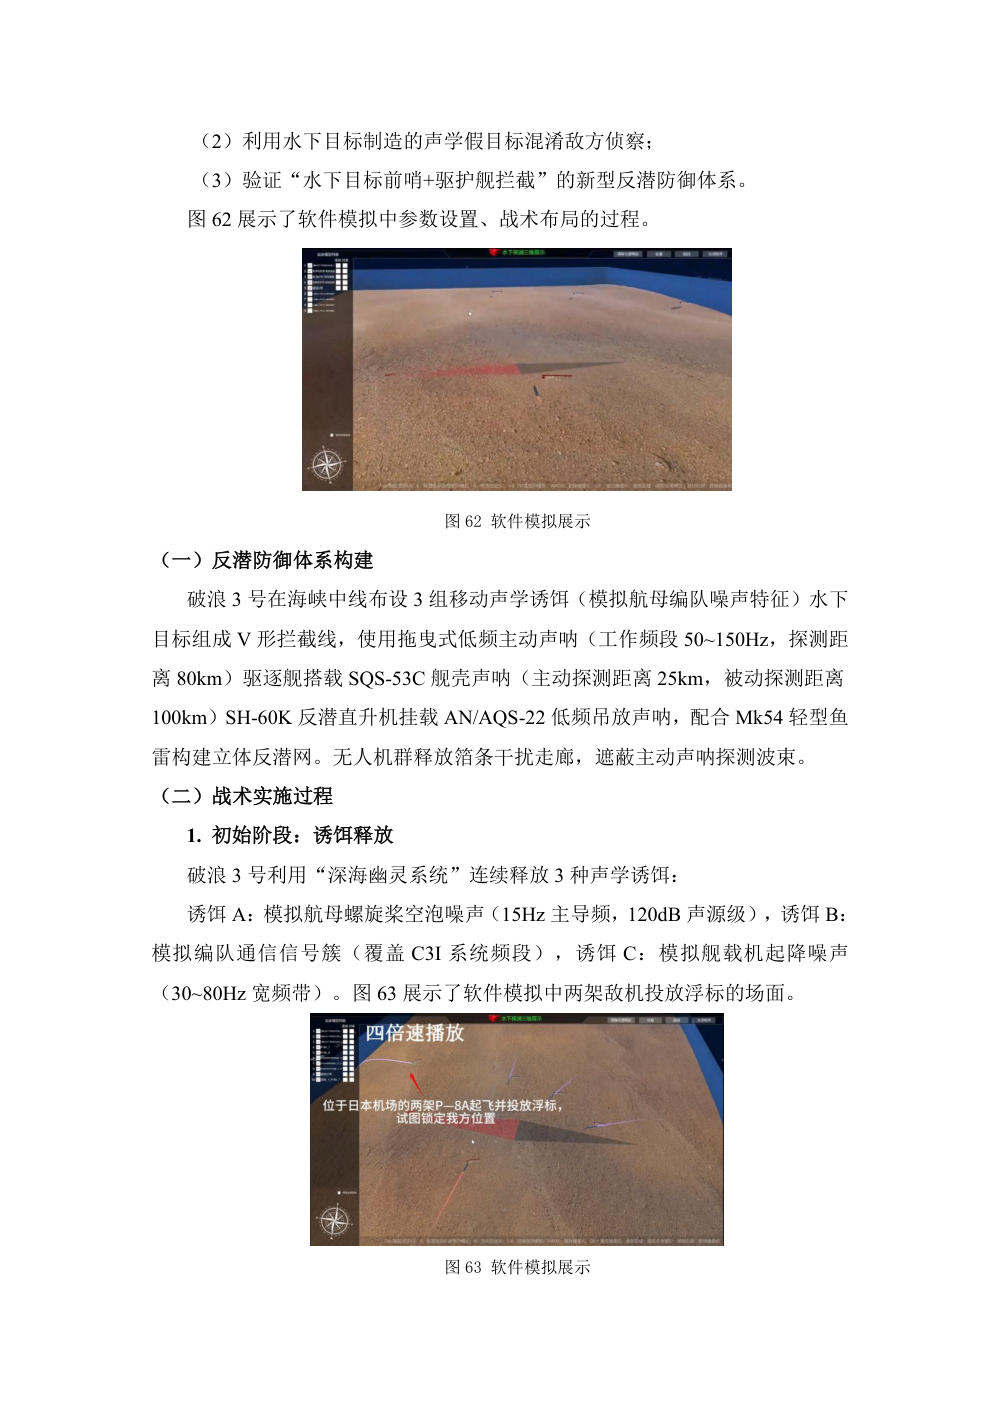 （2）利用水下目标制造的声学假目标混淆敌方侦察；
（3）验证“水下目标前哨+驱护舰拦截”的新型反潜防御体系。
图 62 展示了软件模拟中参数设置、战术布局的过程。
图 62 软件模拟展示
（一）反潜防御体系构建
破浪 3 号在海峡中线布设 3 组移动声学诱饵（模拟航母编队噪声特征）水下
目标组成 V 形拦截线，使用拖曳式低频主动声呐（工作频段 50~150Hz，探测距
离 80km）驱逐舰搭载 SQS-53C 舰壳声呐（主动探测距离 25km，被动探测距离
100km）SH-60K 反潜直升机挂载 AN/AQS-22 低频吊放声呐，配合 Mk54 轻型鱼
雷构建立体反潜网。无人机群释放箔条干扰走廊，遮蔽主动声呐探测波束。
（二）战术实施过程
1. 初始阶段：诱饵释放
破浪 3 号利用“深海幽灵系统”连续释放 3 种声学诱饵：
诱饵 A：模拟航母螺旋桨空泡噪声（15Hz 主导频，120dB 声源级），诱饵 B：
模拟编队通信信号簇（覆盖 C3I 系统频段），诱饵 C：模拟舰载机起降噪声
（30~80Hz 宽频带）。图 63 展示了软件模拟中两架敌机投放浮标的场面。
四倍速播放
位于日本机场的两架P—8A起飞并投放浮标，
试图锁定我方位置
图 63 软件模拟展示